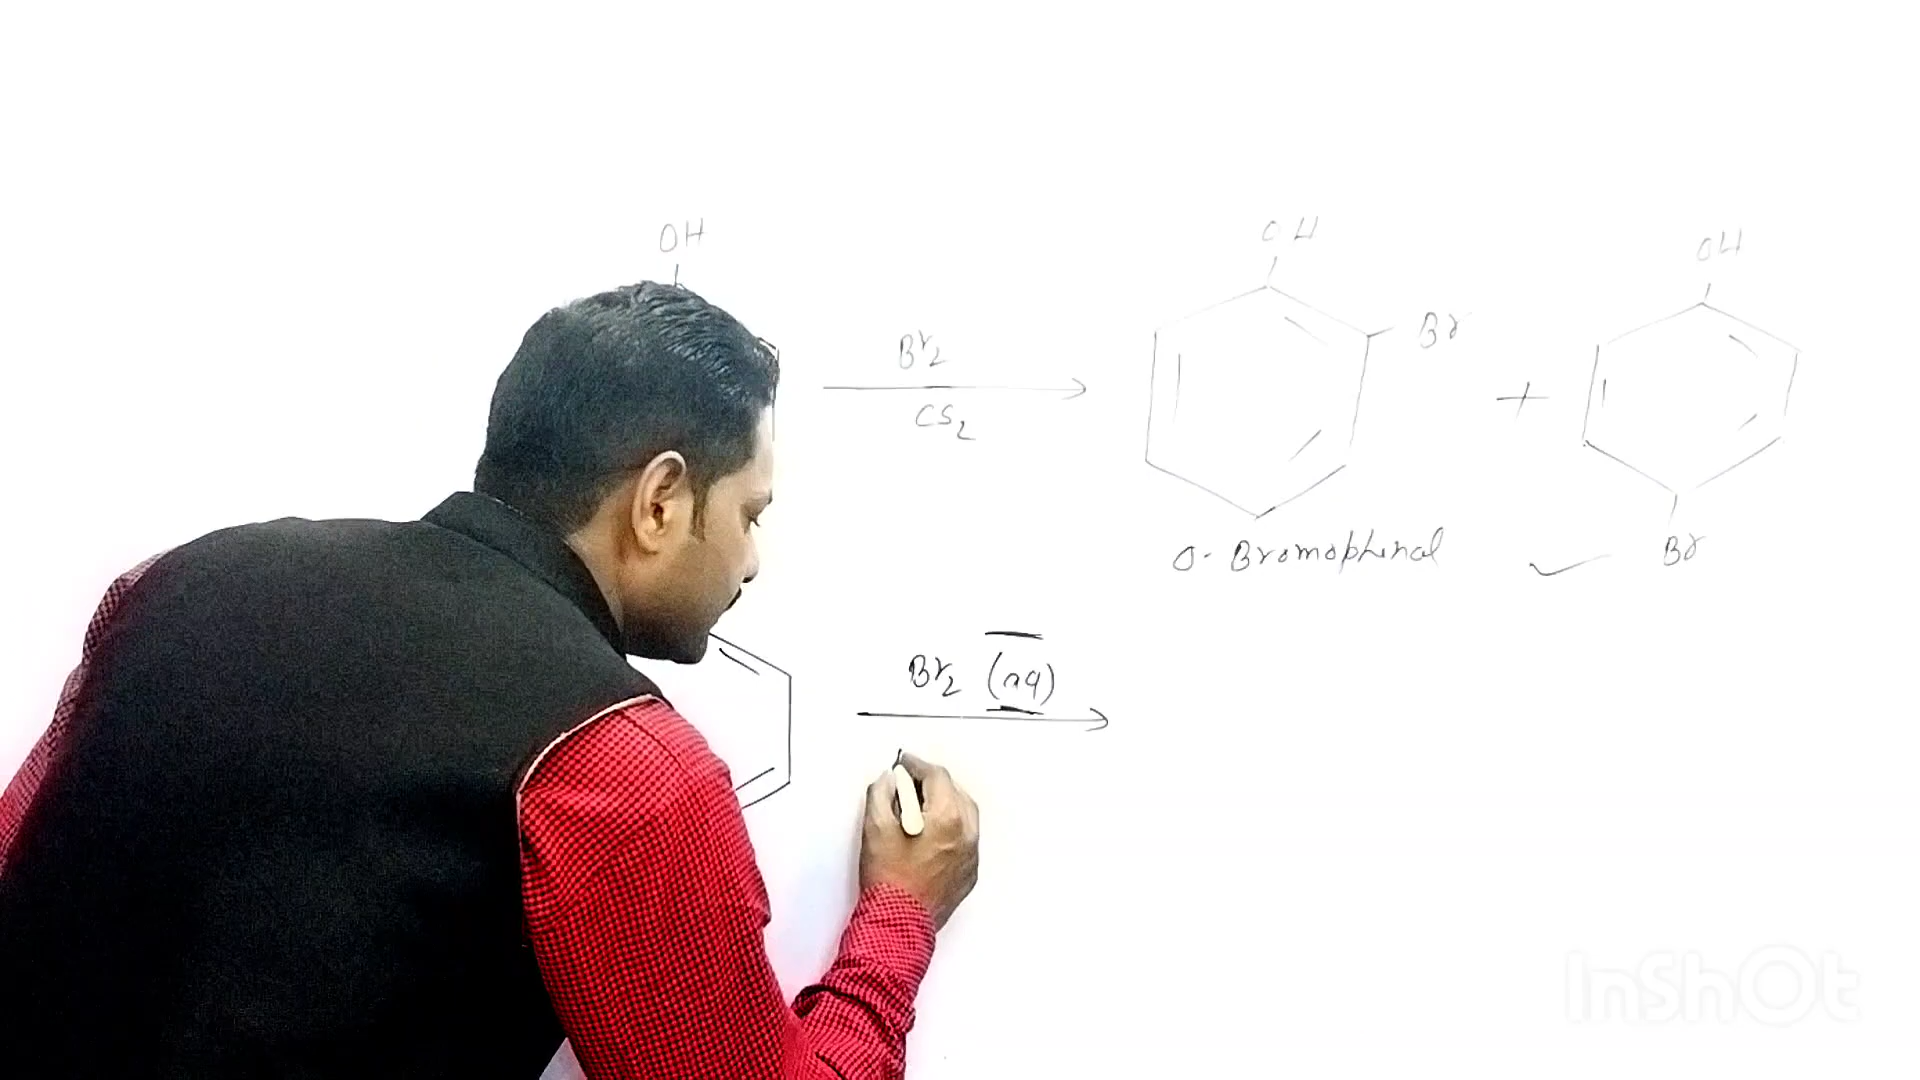 OH
Br2
CS2
OH
Br
+
OH
Br
O- Bromophenol
Br2 (aq)
InShOt